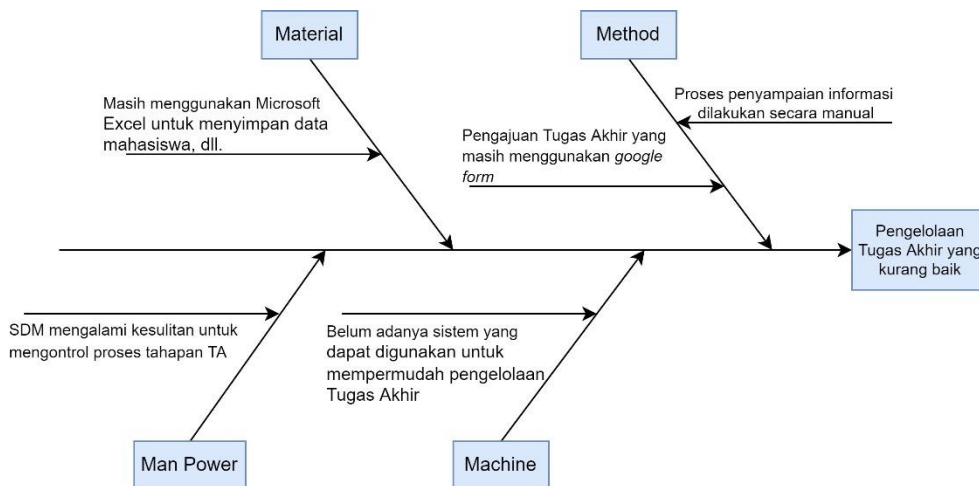 Material
Method
Masih menggunakan Microsoft
Excel untuk menyimpan data
mahasiswa, dll.
Proses penyampaian informasi
dilakukan secara manual
Pengajuan Tugas Akhir yang
masih menggunakan google
form
Pengelolaan
Tugas Akhir yang
kurang baik
SDM mengalami kesulitan untuk
mengontrol proses tahapan TA
Belum adanya sistem yang
dapat digunakan untuk
mempermudah pengelolaan
Tugas Akhir
Man Power
Machine